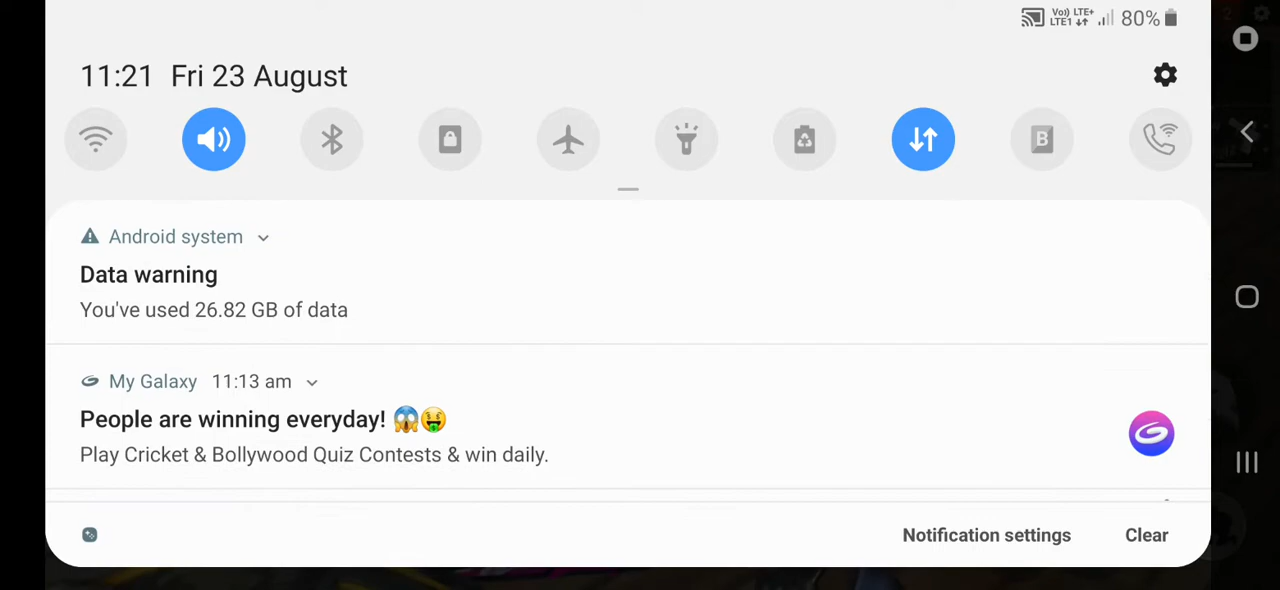 Vo)) LTE+
LTE1 80%
11:21 Fri 23 August
B
Android system
Data warning
You've used 26.82 GB of data
My Galaxy 11:13 am
People are winning everyday! 😱🤑
Play Cricket & Bollywood Quiz Contests & win daily.
Notification settings Clear